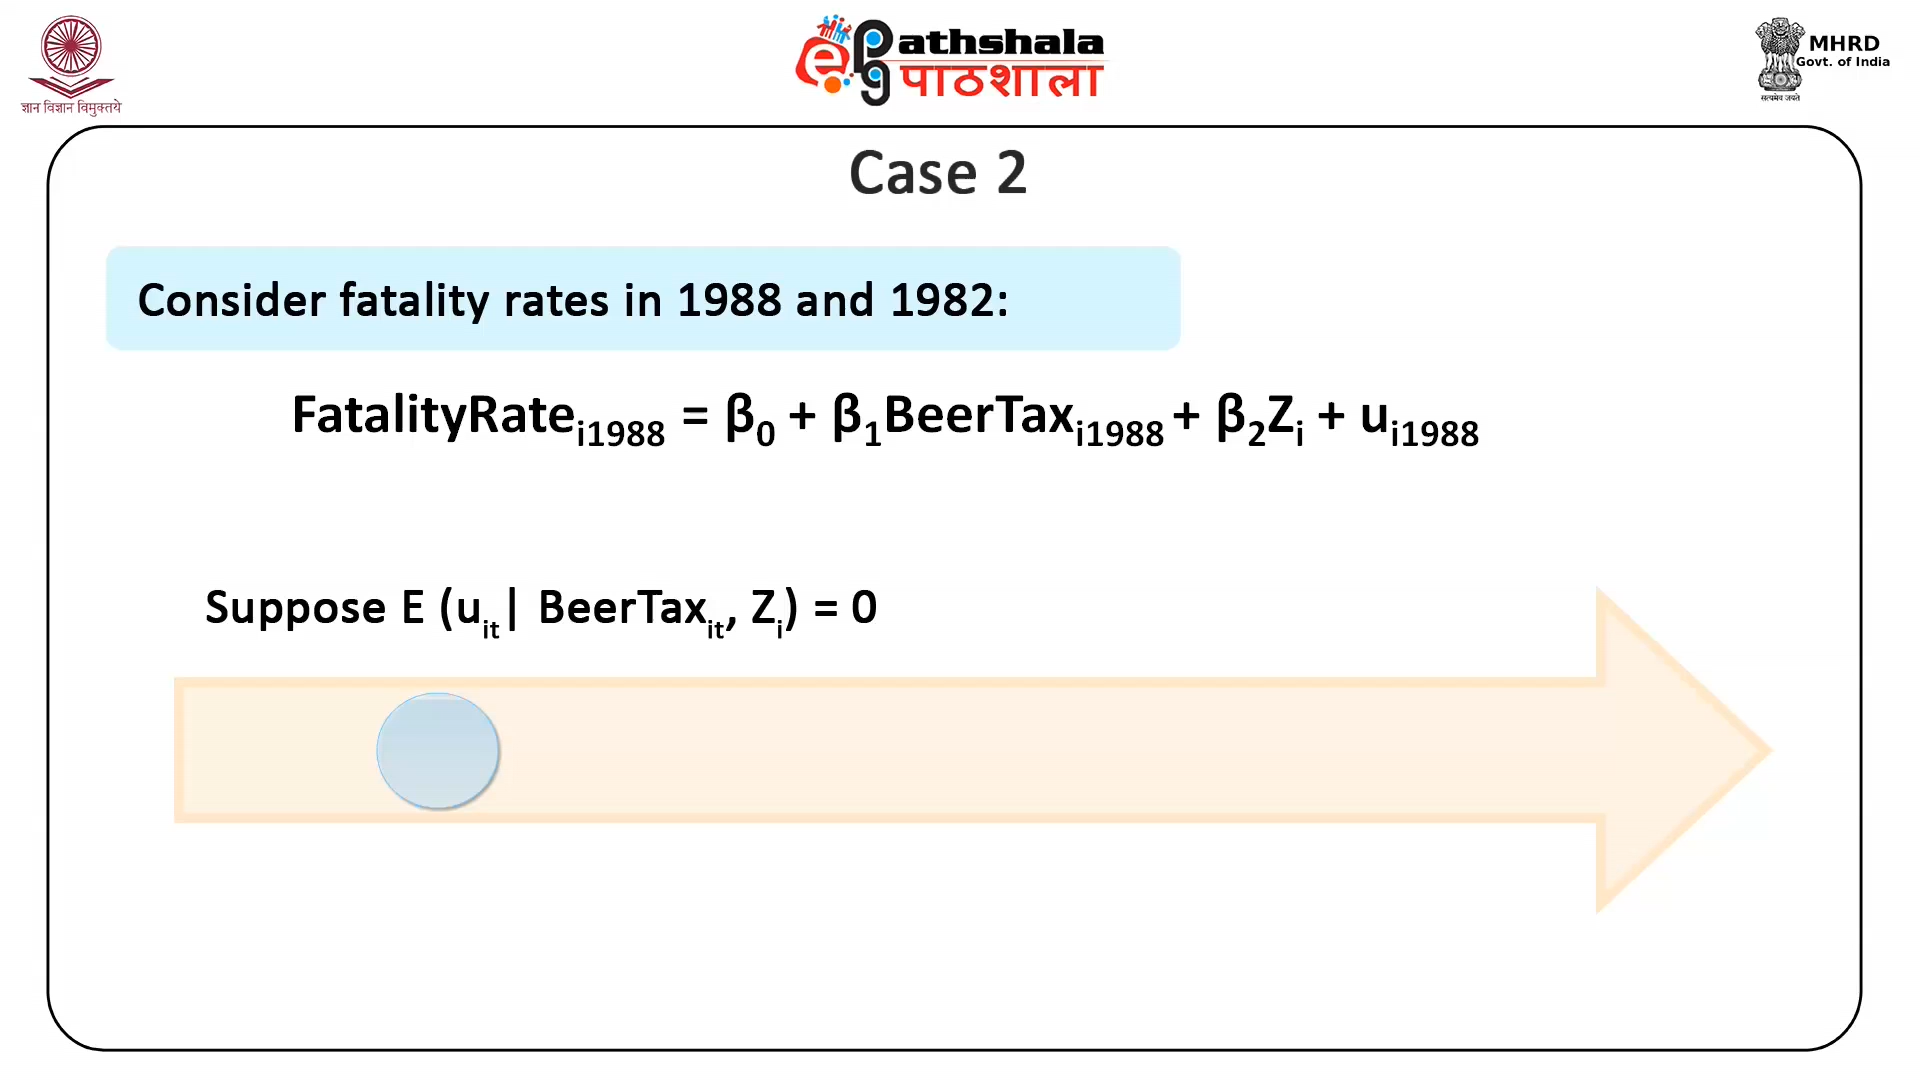 ज्ञान विज्ञान विमुक्तये
ePG Pathshala
पाठशाला
MHRD
Govt. of India
सत्यमेव जयते
Case 2
Consider fatality rates in 1988 and 1982:
FatalityRateᵢ₁₉₈₈ = β₀ + β₁BeerTaxᵢ₁₉₈₈ + β₂Zᵢ + uᵢ₁₉₈₈
Suppose E (uᵢₜ| BeerTaxᵢₜ, Zᵢ) = 0